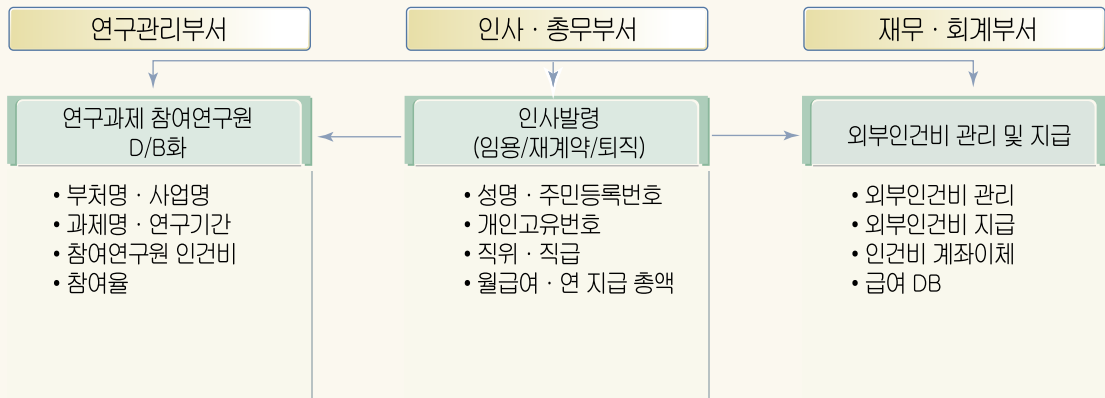 연구관리부서
인사 · 총무부서
재무 · 회계부서
연구과제 참여연구원
D/B화
인사발령
(임용/재계약/퇴직)
외부인건비 관리 및 지급
• 부처명 · 사업명
• 과제명 · 연구기간
• 참여연구원 인건비
• 참여율
• 성명 · 주민등록번호
• 개인고유번호
• 직위 · 직급
• 월급여 · 연 지급 총액
• 외부인건비 관리
• 외부인건비 지급
• 인건비 계좌이체
• 급여 DB